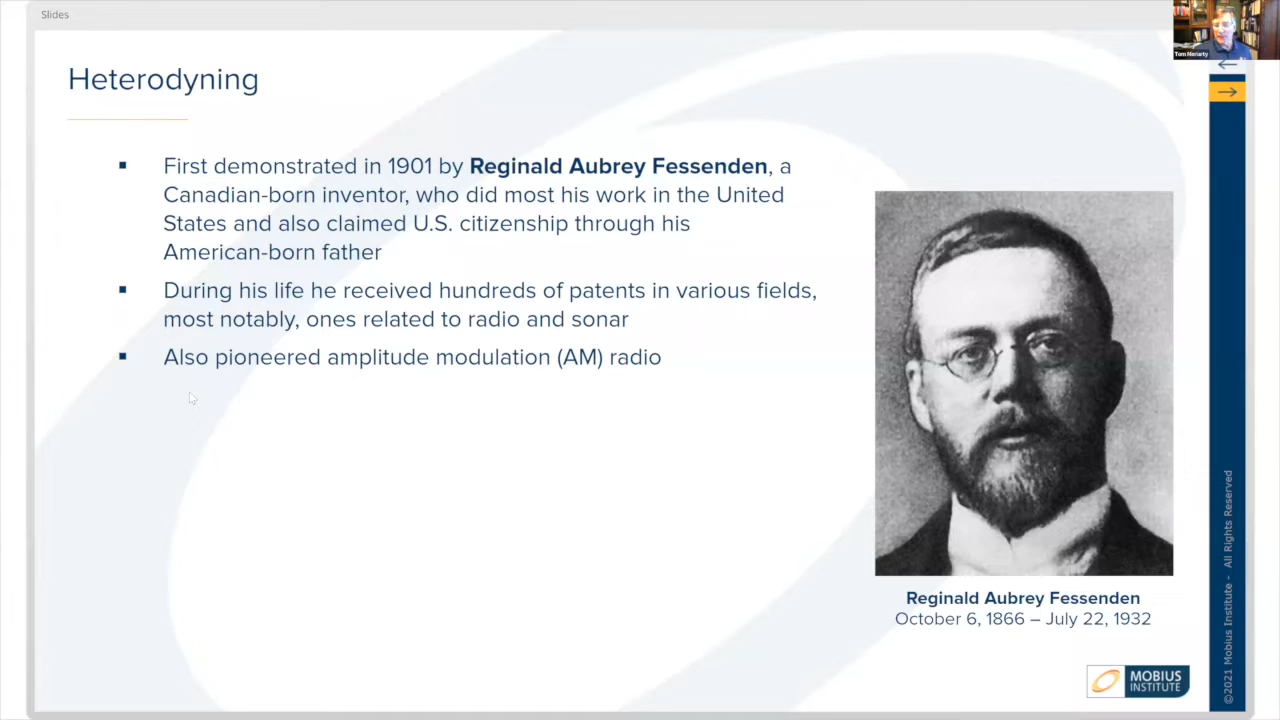 Slides
Tom Moriarty
Heterodyning
First demonstrated in 1901 by Reginald Aubrey Fessenden, a
Canadian-born inventor, who did most his work in the United
States and also claimed U.S. citizenship through his
American-born father
During his life he received hundreds of patents in various fields,
most notably, ones related to radio and sonar
Also pioneered amplitude modulation (AM) radio
Reginald Aubrey Fessenden
October 6, 1866 – July 22, 1932
MOBIUS
INSTITUTE
©2021 Mobius Institute - All Rights Reserved